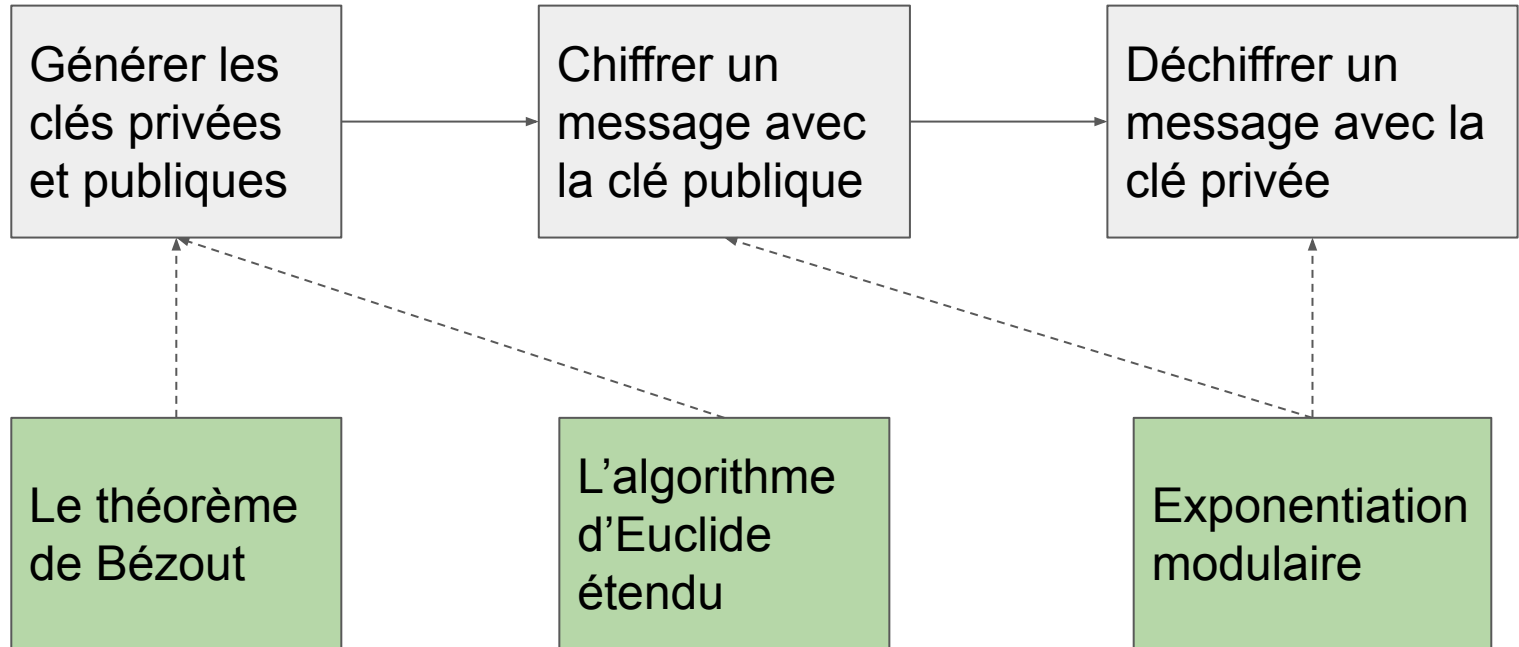 Générer les
clés privées
et publiques
Chiffrer un
message avec
la clé publique
Déchiffrer un
message avec la
clé privée
Le théorème
de Bézout
L’algorithme
d’Euclide
étendu
Exponentiation
modulaire